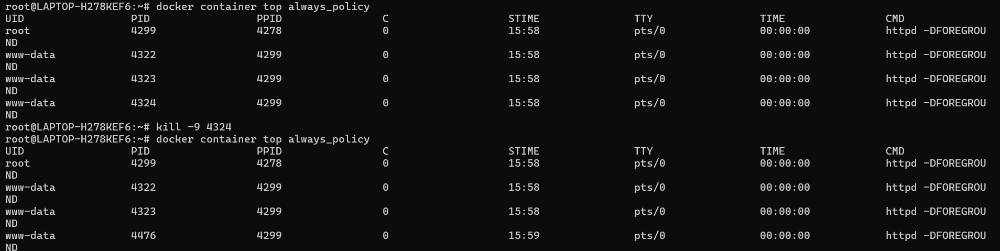 root@LAPTOP-H278KEF6:~# docker container top always_policy
UID                 PID                 PPID                C                   STIME               TTY                 TIME                CMD
root                4299                4278                0                   15:58               pts/0               00:00:00            httpd -DFOREGROU
ND
www-data            4322                4299                0                   15:58               pts/0               00:00:00            httpd -DFOREGROU
ND
www-data            4323                4299                0                   15:58               pts/0               00:00:00            httpd -DFOREGROU
ND
www-data            4324                4299                0                   15:58               pts/0               00:00:00            httpd -DFOREGROU
ND
root@LAPTOP-H278KEF6:~# kill -9 4324
root@LAPTOP-H278KEF6:~# docker container top always_policy
UID                 PID                 PPID                C                   STIME               TTY                 TIME                CMD
root                4299                4278                0                   15:58               pts/0               00:00:00            httpd -DFOREGROU
ND
www-data            4322                4299                0                   15:58               pts/0               00:00:00            httpd -DFOREGROU
ND
www-data            4323                4299                0                   15:58               pts/0               00:00:00            httpd -DFOREGROU
ND
www-data            4476                4299                0                   15:59               pts/0               00:00:00            httpd -DFOREGROU
ND